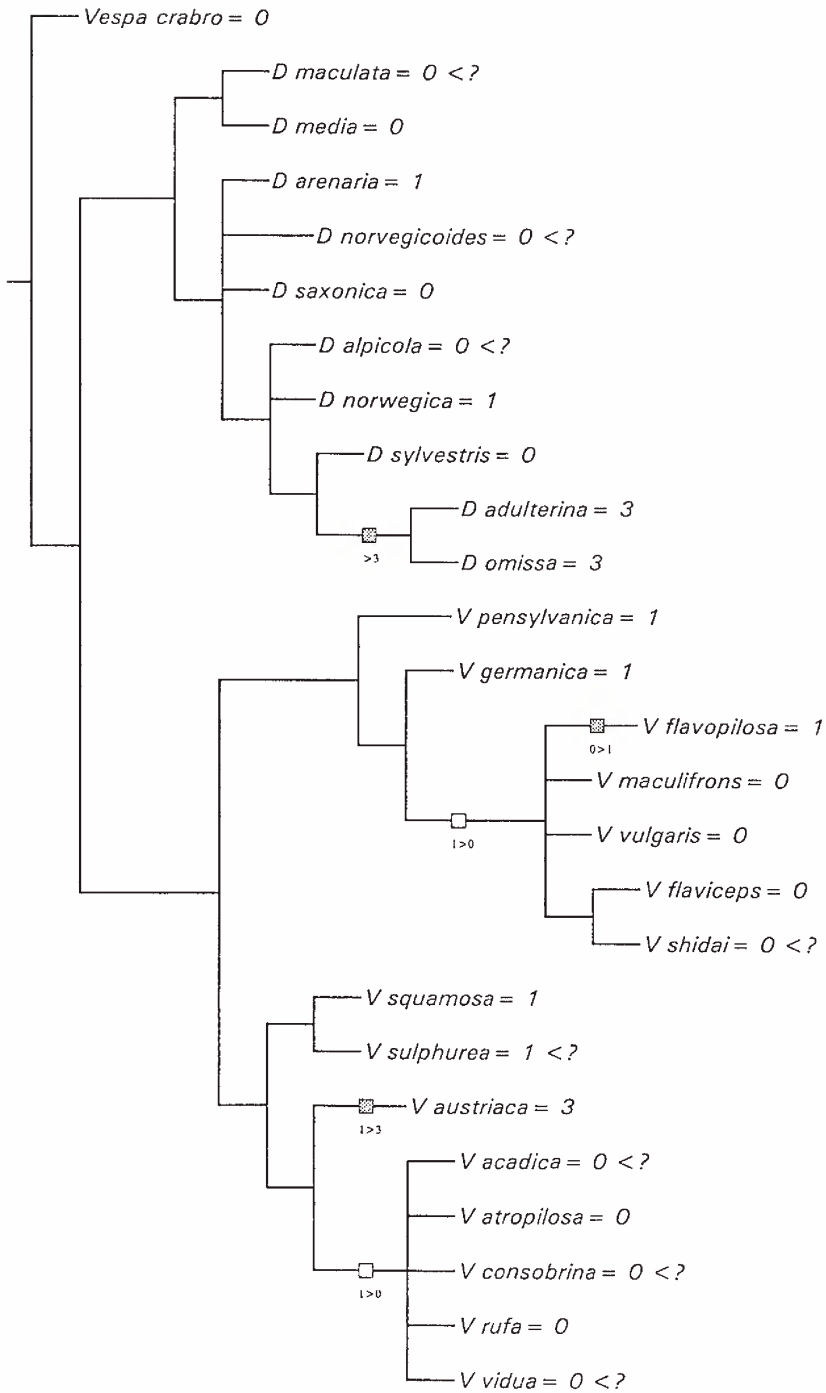 Vespa crabro = 0
D maculata = 0 <?
D media = 0
D arenaria = 1
D norvegicoides = 0 <?
D saxonica = 0
D alpicola = 0 <?
D norwegica = 1
D sylvestris = 0
D adulterina = 3
>3
D omissa = 3
V pensylvanica = 1
V germanica = 1
V flavopilosa = 1
0>1
V maculifrons = 0
V vulgaris = 0
1>0
V flaviceps = 0
V shidai = 0 <?
V squamosa = 1
V sulphurea = 1 <?
V austriaca = 3
1>3
V acadica = 0 <?
V atropilosa = 0
V consobrina = 0 <?
1>0
V rufa = 0
V vidua = 0 <?